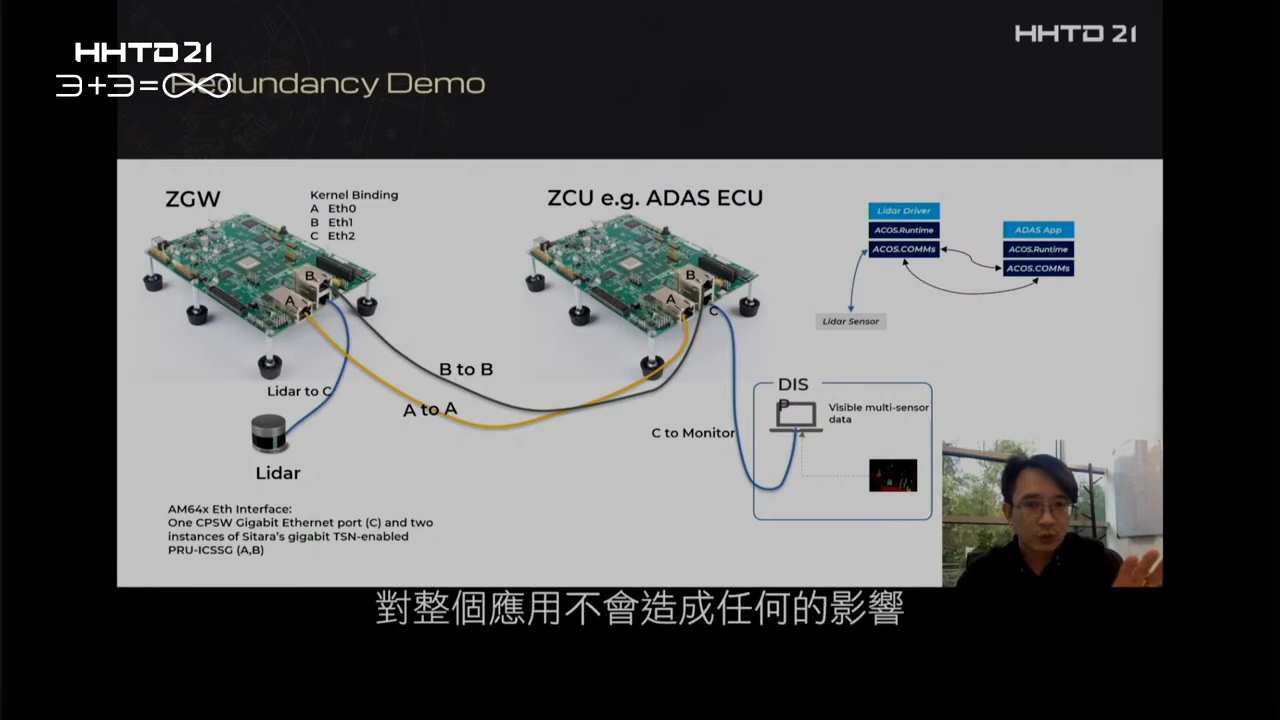 HHTD 21
HHTD 21
3+3=∞
Redundancy Demo
ZGW
Kernel Binding
A Eth0
B Eth1
C Eth2
ZCU e.g. ADAS ECU
Lidar Driver
ACOS.Runtime
ACOS.COMMs
ADAS App
ACOS.Runtime
ACOS.COMMs
Lidar Sensor
B
A
B
A
C
B to B
A to A
Lidar to C
Lidar
C to Monitor
DIS
P
Visible multi-sensor
data
AM64x Eth Interface:
One CPSW Gigabit Ethernet port (C) and two
instances of Sitara's gigabit TSN-enabled
PRU-ICSSG (A,B)
對整個應用不會造成任何的影響